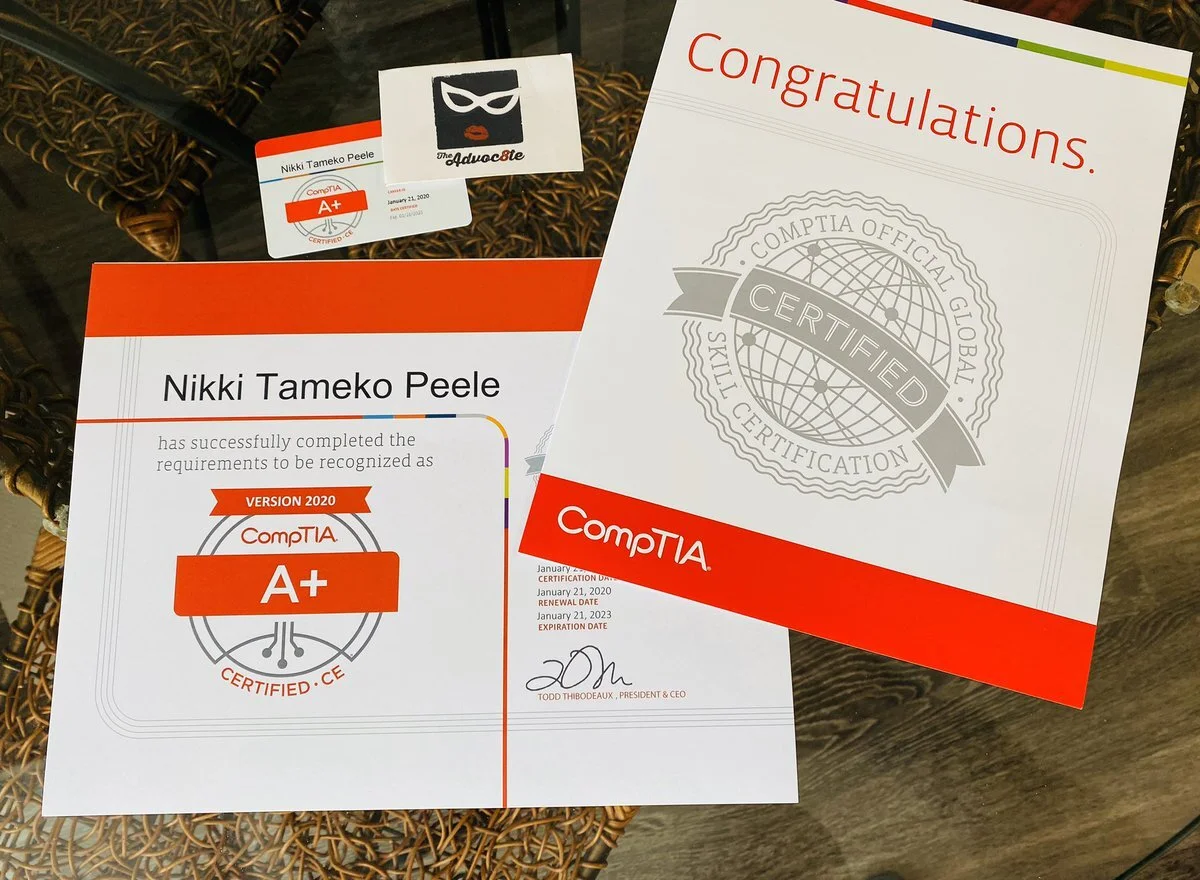 Congratulations.
COMPTIA OFFICIAL GLOBAL
CERTIFIED
SKILL CERTIFICATION
CompTIA
The Advoc8te
Nikki Tameko Peele
CompTIA
A+
CERTIFIED·CE
January 21, 2020
DATE CERTIFIED
Nikki Tameko Peele
has successfully completed the
requirements to be recognized as
VERSION 2020
CompTIA
A+
CERTIFIED·CE
January
CERTIFICATION
January 21, 2020
RENEWAL DATE
January 21, 2023
EXPIRATION DATE
TODD THIBODEAUX , PRESIDENT & CEO